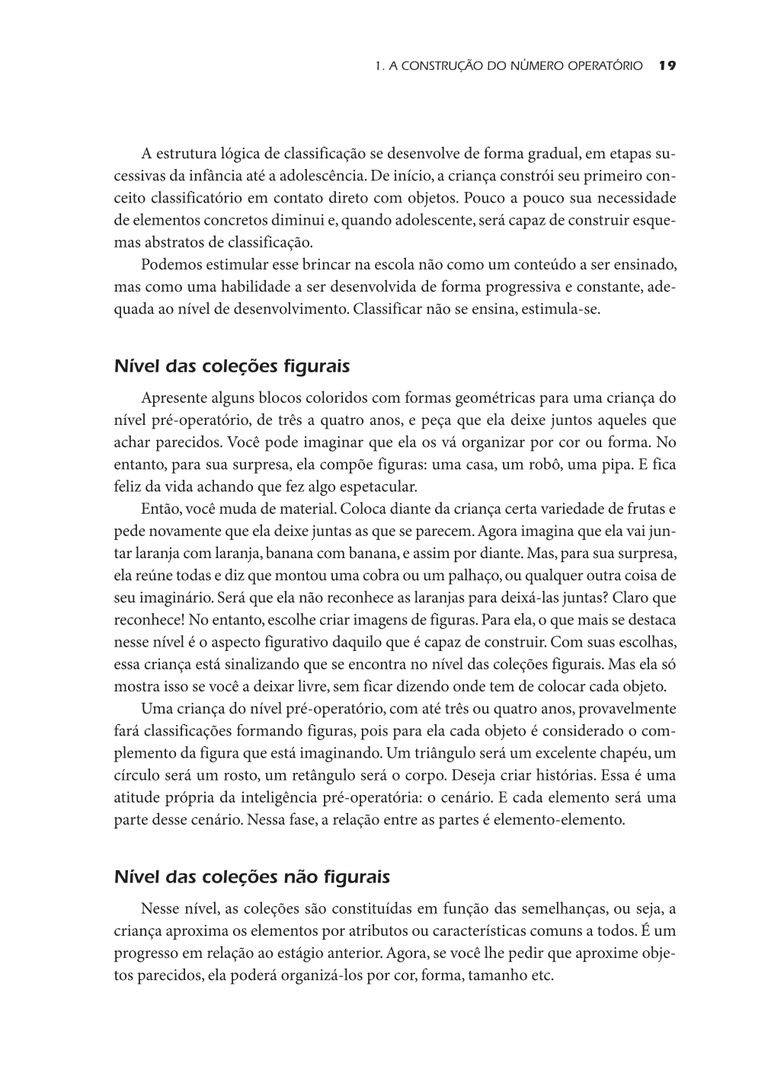 1. A CONSTRUÇÃO DO NÚMERO OPERATÓRIO 19
A estrutura lógica de classificação se desenvolve de forma gradual, em etapas su-
cessivas da infância até a adolescência. De início, a criança constrói seu primeiro con-
ceito classificatório em contato direto com objetos. Pouco a pouco sua necessidade
de elementos concretos diminui e, quando adolescente, será capaz de construir esque-
mas abstratos de classificação.
Podemos estimular esse brincar na escola não como um conteúdo a ser ensinado,
mas como uma habilidade a ser desenvolvida de forma progressiva e constante, ade-
quada ao nível de desenvolvimento. Classificar não se ensina, estimula-se.
Nível das coleções figurais
Apresente alguns blocos coloridos com formas geométricas para uma criança do
nível pré-operatório, de três a quatro anos, e peça que ela deixe juntos aqueles que
achar parecidos. Você pode imaginar que ela os vá organizar por cor ou forma. No
entanto, para sua surpresa, ela compõe figuras: uma casa, um robô, uma pipa. E fica
feliz da vida achando que fez algo espetacular.
Então, você muda de material. Coloca diante da criança certa variedade de frutas e
pede novamente que ela deixe juntas as que se parecem. Agora imagina que ela vai jun-
tar laranja com laranja, banana com banana, e assim por diante. Mas, para sua surpresa,
ela reúne todas e diz que montou uma cobra ou um palhaço, ou qualquer outra coisa de
seu imaginário. Será que ela não reconhece as laranjas para deixá-las juntas? Claro que
reconhece! No entanto, escolhe criar imagens de figuras. Para ela, o que mais se destaca
nesse nível é o aspecto figurativo daquilo que é capaz de construir. Com suas escolhas,
essa criança está sinalizando que se encontra no nível das coleções figurais. Mas ela só
mostra isso se você a deixar livre, sem ficar dizendo onde tem de colocar cada objeto.
Uma criança do nível pré-operatório, com até três ou quatro anos, provavelmente
fará classificações formando figuras, pois para ela cada objeto é considerado o com-
plemento da figura que está imaginando. Um triângulo será um excelente chapéu, um
círculo será um rosto, um retângulo será o corpo. Deseja criar histórias. Essa é uma
atitude própria da inteligência pré-operatória: o cenário. E cada elemento será uma
parte desse cenário. Nessa fase, a relação entre as partes é elemento-elemento.
Nível das coleções não figurais
Nesse nível, as coleções são constituídas em função das semelhanças, ou seja, a
criança aproxima os elementos por atributos ou características comuns a todos. É um
progresso em relação ao estágio anterior. Agora, se você lhe pedir que aproxime obje-
tos parecidos, ela poderá organizá-los por cor, forma, tamanho etc.